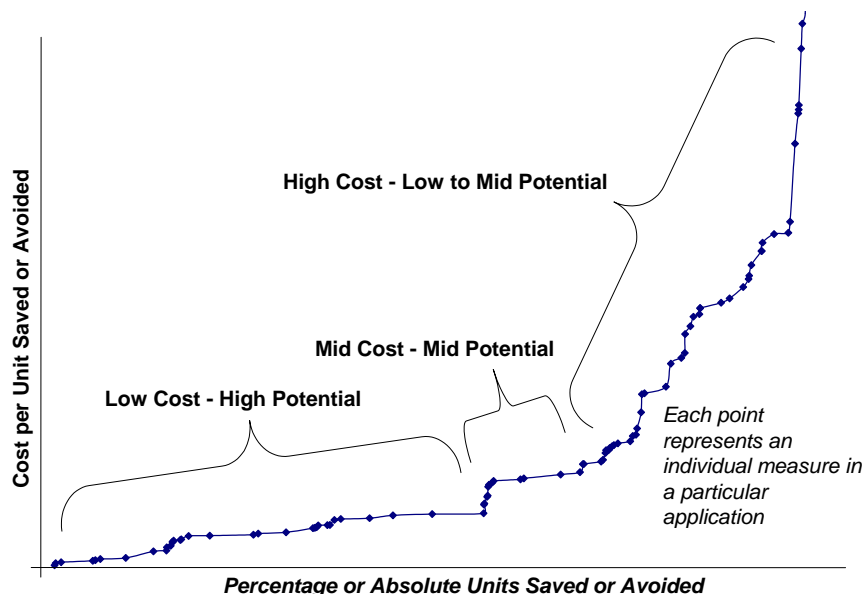 High Cost - Low to Mid Potential
Mid Cost - Mid Potential
Low Cost - High Potential
Cost per Unit Saved or Avoided
Each point
represents an
individual measure in
a particular
application
Percentage or Absolute Units Saved or Avoided